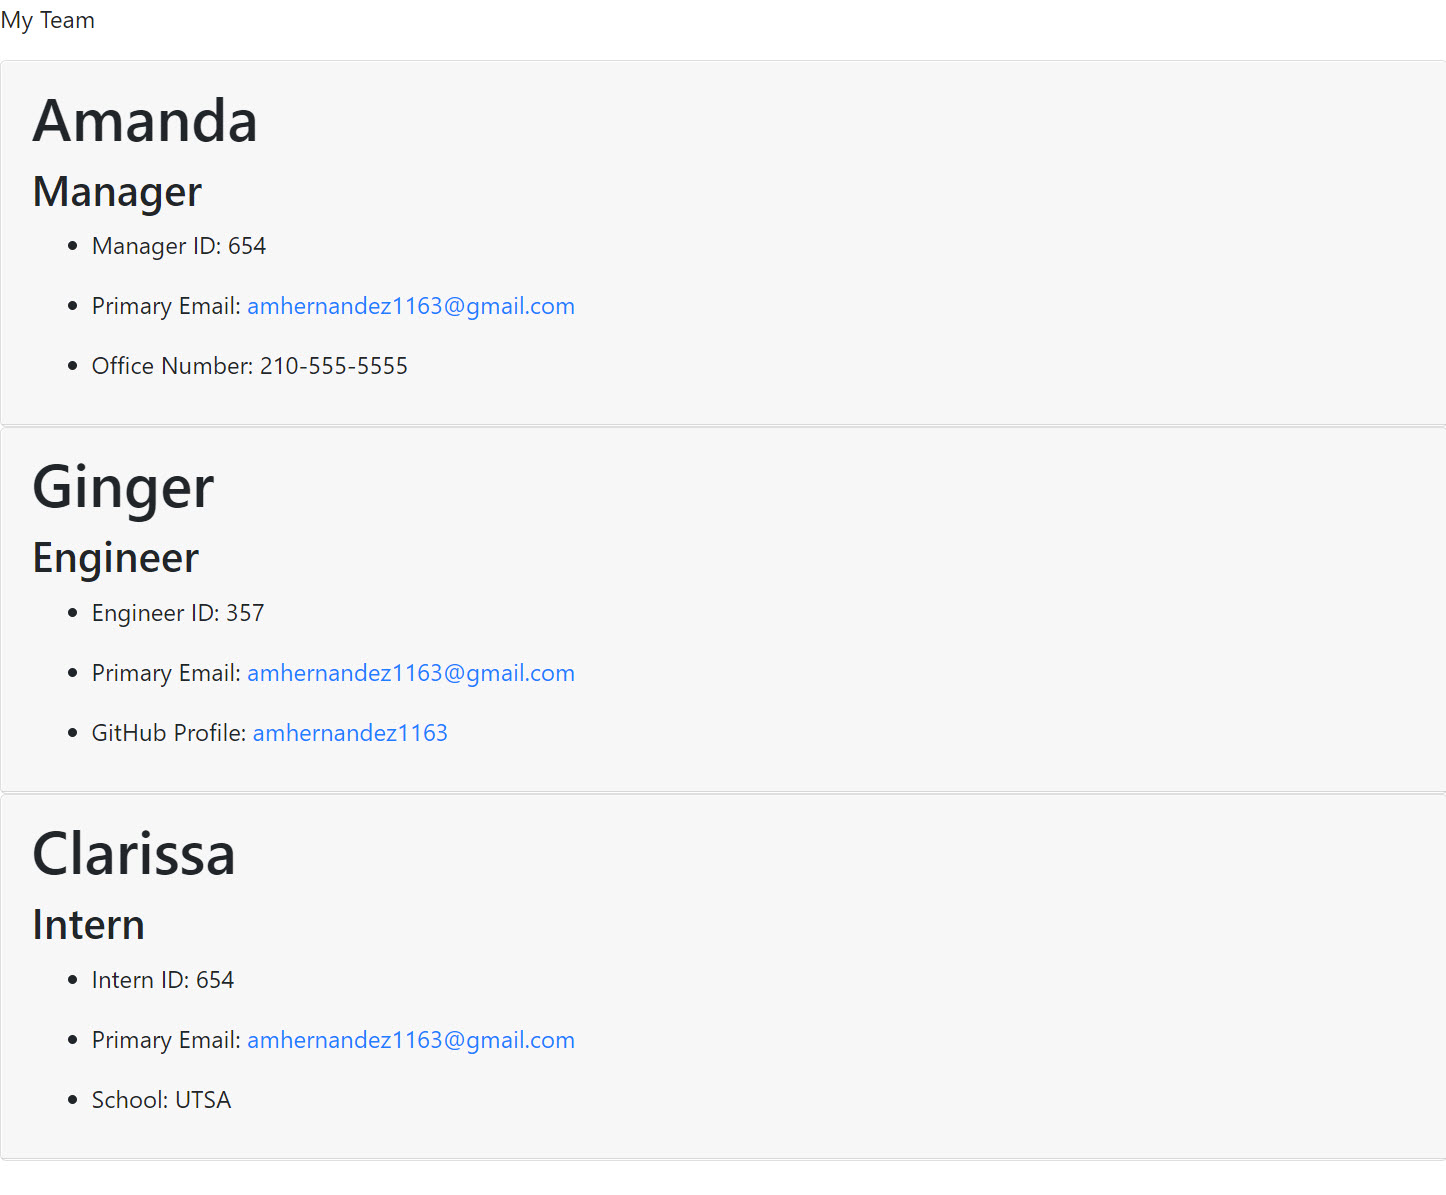 My Team
Amanda
Manager
Manager ID: 654
Primary Email: amhernandez1163@gmail.com
Office Number: 210-555-5555
Ginger
Engineer
Engineer ID: 357
Primary Email: amhernandez1163@gmail.com
GitHub Profile: amhernandez1163
Clarissa
Intern
Intern ID: 654
Primary Email: amhernandez1163@gmail.com
School: UTSA